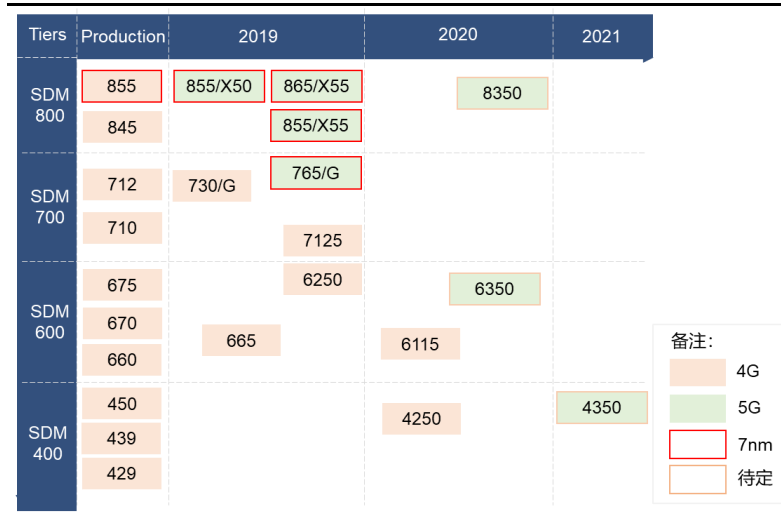 Tiers Production 2019 2020 2021
SDM
800
855 855/X50 865/X55 8350
845 855/X55
SDM
700
712 730/G 765/G
710 7125
SDM
600
675 6250 6350
670
665 6115
660
SDM
400
450 4250 4350
439
429
备注:
4G
5G
7nm
待定